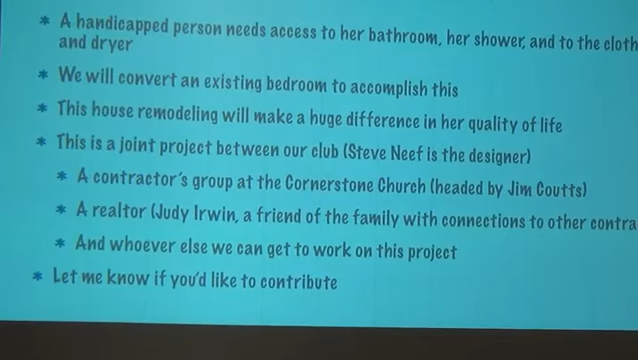 * A handicapped person needs access to her bathroom, her shower, and to the
and dryer
* We will convert an existing bedroom to accomplish this
* This house remodeling will make a huge difference in her quality of life
* This is a joint project between our club (Steve Neef is the designer)
* A contractor's group at the Cornerstone Church (headed by Jim Coutts)
* A realtor (Judy Irwin, a friend of the family with connections to other
* And whoever else we can get to work on this project
* Let me know if you'd like to contribute